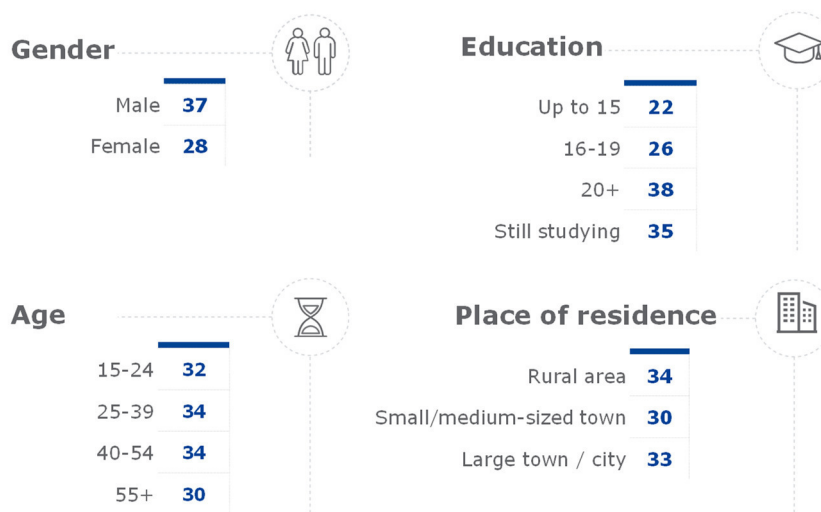 Gender
Male 37
Female 28
Education
Up to 15 22
16-19 26
20+ 38
Still studying 35
Age
15-24 32
25-39 34
40-54 34
55+ 30
Place of residence
Rural area 34
Small/medium-sized town 30
Large town / city 33